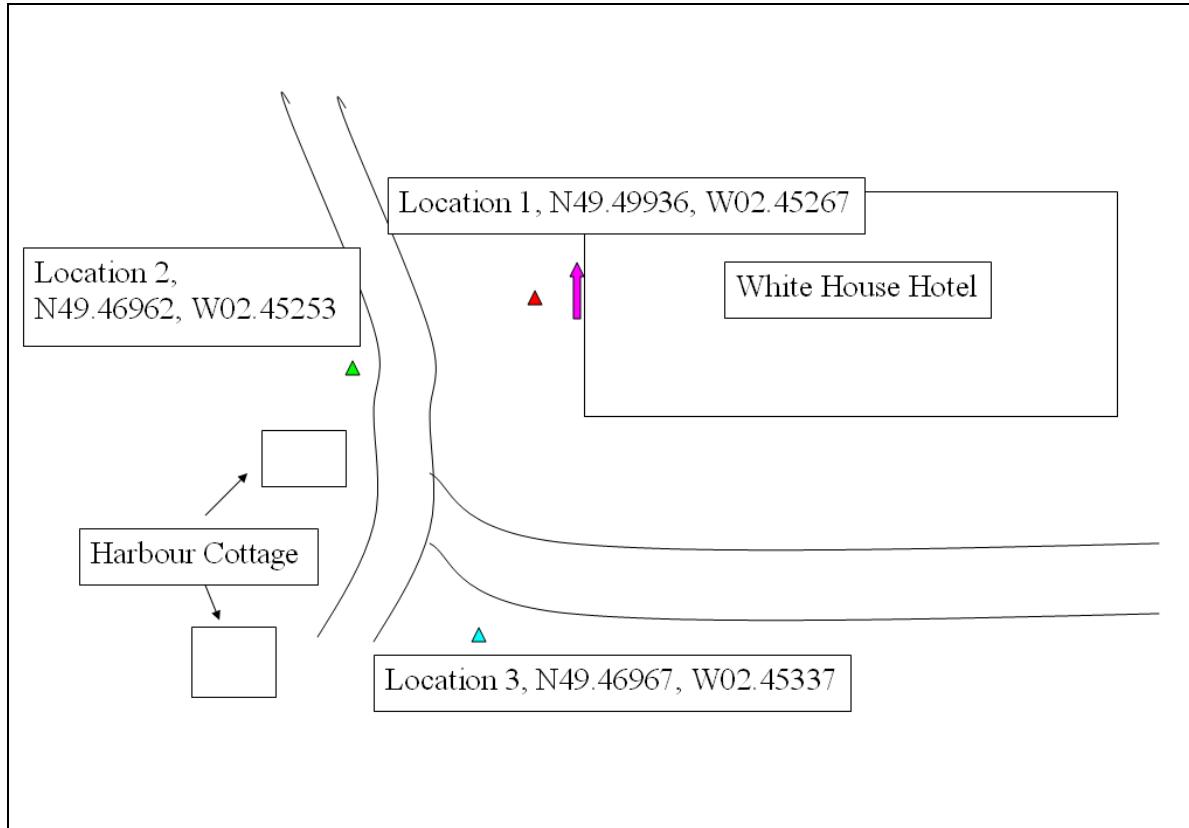 Location 1, N49.49936, W02.45267
Location 2,
N49.46962, W02.45253
White House Hotel
Harbour Cottage
Location 3, N49.46967, W02.45337